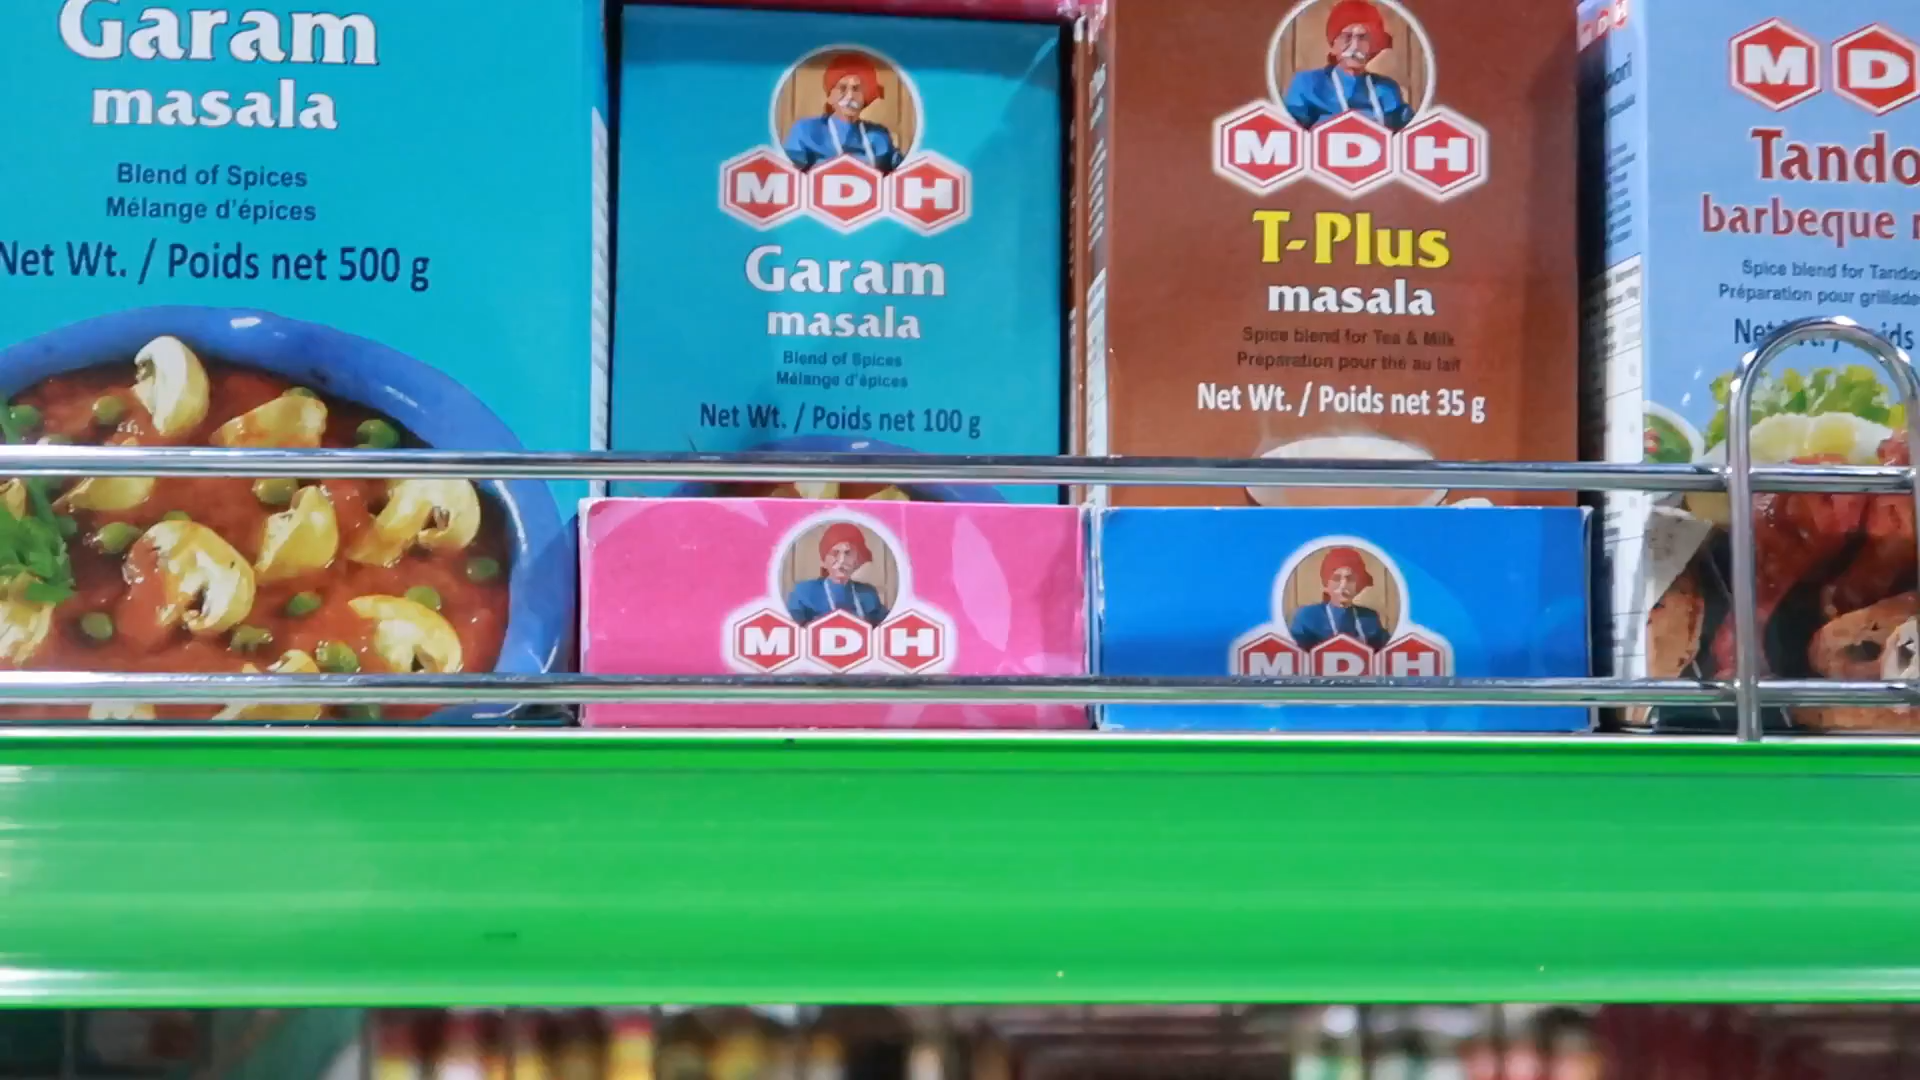 Garam
masala
Blend of Spices
Mélange d'épices
Net Wt. / Poids net 500 g
MDH
Garam
masala
Blend of Spices
Mélange d'épices
Net Wt. / Poids net 100 g
MDH
T-Plus
masala
Spice blend for Tea & Milk
Préparation pour thé au lait
Net Wt. / Poids net 35 g
MD
Tando
barbeque
Spice blend for Tando
Préparation pour grillade
MDH
MDH